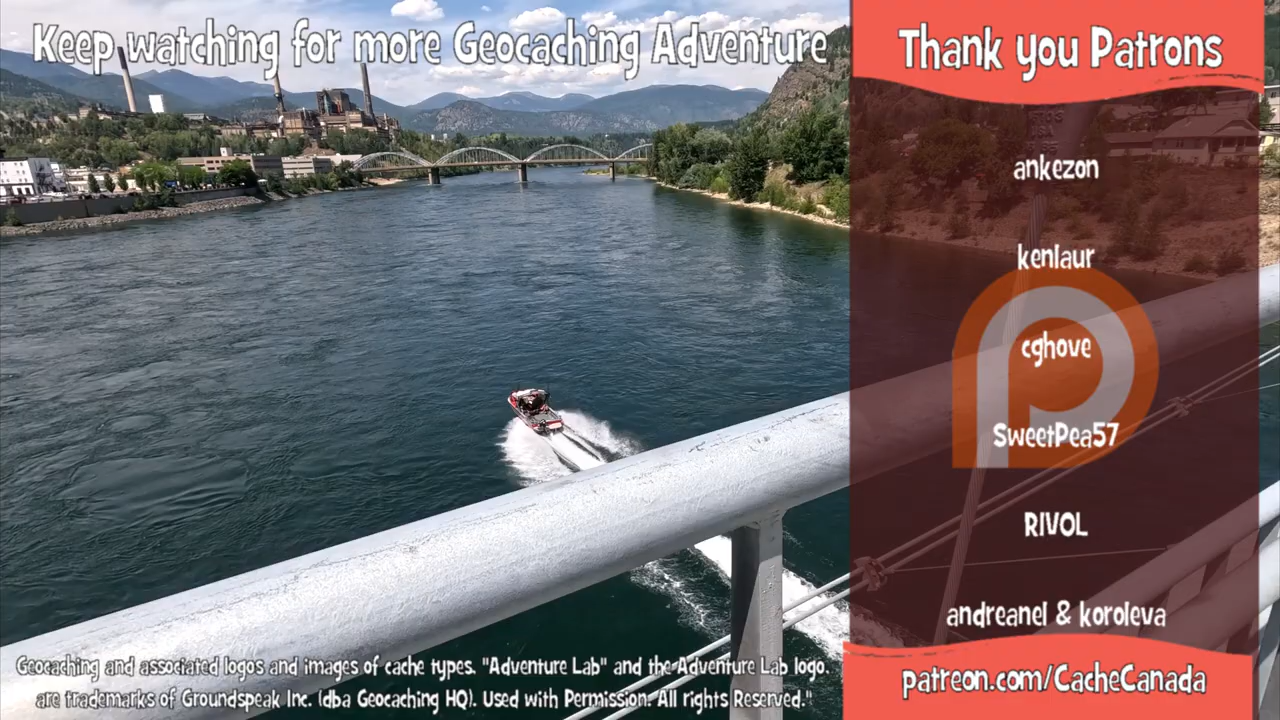 Keep watching for more Geocaching Adventure
Thank you Patrons
ankezon
kenlaur
cghove
SweetPea57
RIVOL
andreanel & koroleva
patreon.com/CacheCanada
Geocaching and associated logos and images of cache types. "Adventure Lab" and the Adventure Lab logo.
are trademarks of Groundspeak Inc. (dba Geocaching HQ). Used with Permission. All rights Reserved."